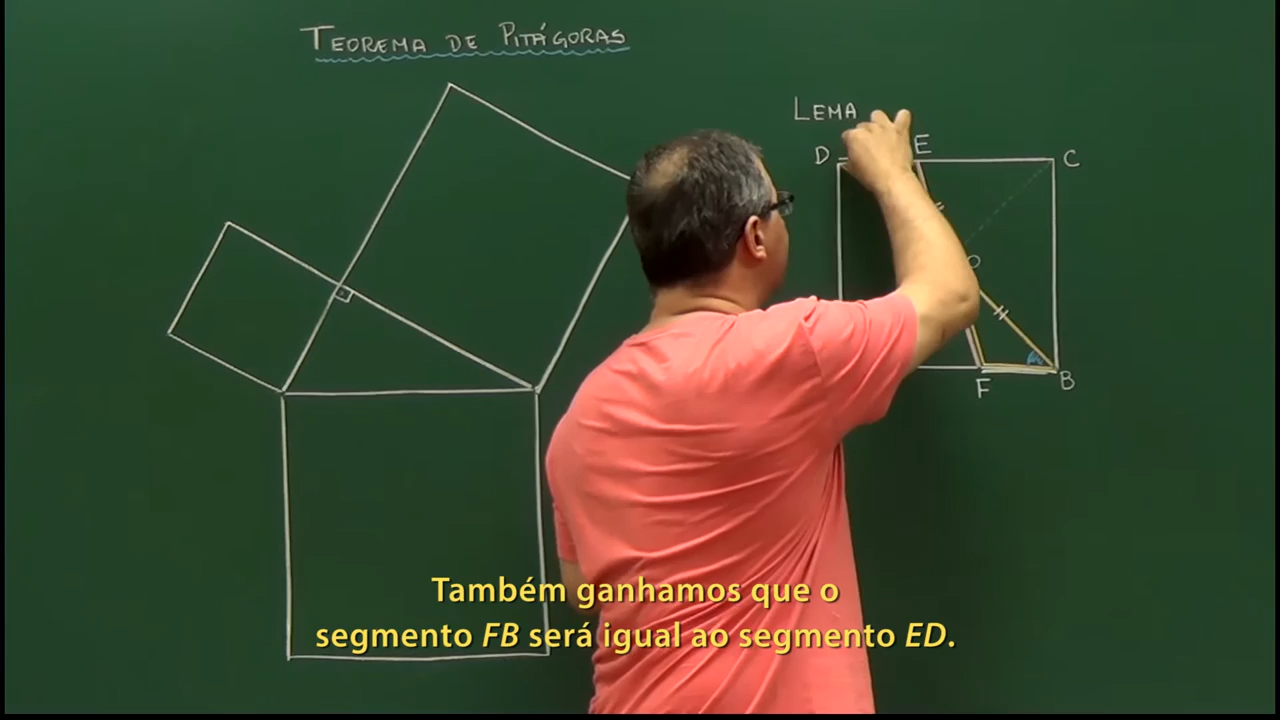 TEOREMA DE PITÁGORAS
LEMA
D
E
C
O
F
B
Também ganhamos que o
segmento FB será igual ao segmento ED.